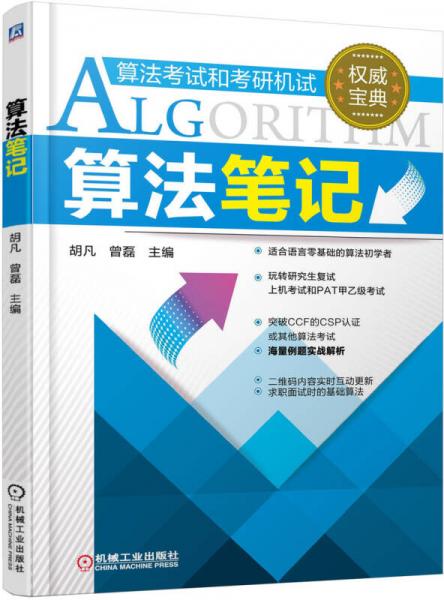 算法考试和考研机试
权威
宝典
ALGORITHM
算法笔记
胡凡 曾磊 主编
适合语言零基础的算法初学者
玩转研究生复试
上机考试和PAT甲乙级考试
突破CCF的CSP认证
或其他算法考试
海量例题实战解析
二维码内容实时互动更新
求职面试时的基础算法
机械工业出版社
CHINA MACHINE PRESS
算法笔记
胡凡 曾磊 主编
机械工业出版社
CHINA MACHINE PRESS